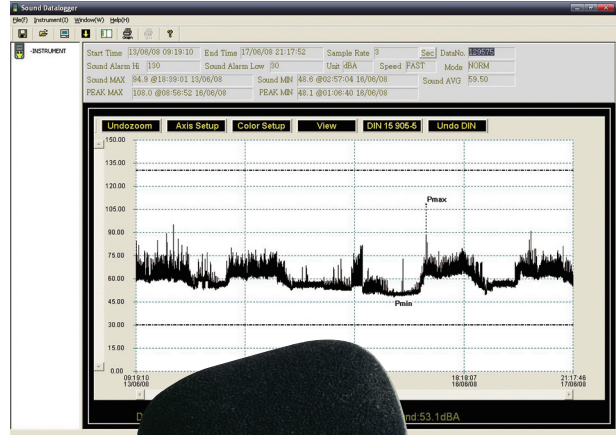 Sound Datalogger
File(F) Instrument(I) Window(W) Help(H)
-INSTRUMENT
Start Time 13/06/08 09:19:10 End Time 17/06/08 21:17:52 Sample Rate 3 Sec DataNo. 129575
Sound Alarm Hi 130 Sound Alarm Low 30 Unit dBA Speed FAST Mode NORM
Sound MAX 94.9 @18:39:01 13/06/08 Sound MIN 48.6 @02:57:04 16/06/08 Sound AVG 59.50
PEAK MAX 108.0 @08:56:52 16/06/08 PEAK MIN 48.1 @01:06:40 16/06/08
Undozoom Axis Setup Color Setup View DIN 15 905-5 Undo DIN
150.00
135.00
120.00
105.00
Pmax
90.00
75.00
60.00
45.00
Pmin
30.00
15.00
0.00
09:19:10 18:18:07 21:17:46
13/06/08 16/06/08 17/06/08
nd:53.1dBA